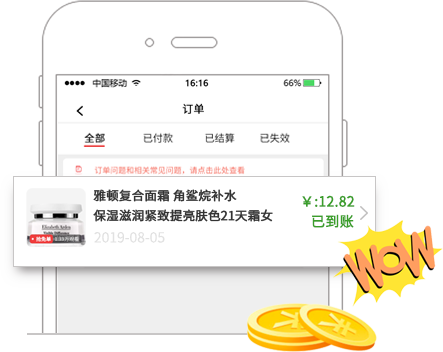 中国移动
16:16
66%
订单
全部
已付款
已结算
已失效
订单问题和相关常见问题，请点击此处查看
雅顿复合面霜 角鲨烷补水
保湿滋润紧致提亮肤色21天霜女
¥:12.82
已到账
2019-08-05
Elizabeth Arden
WOW